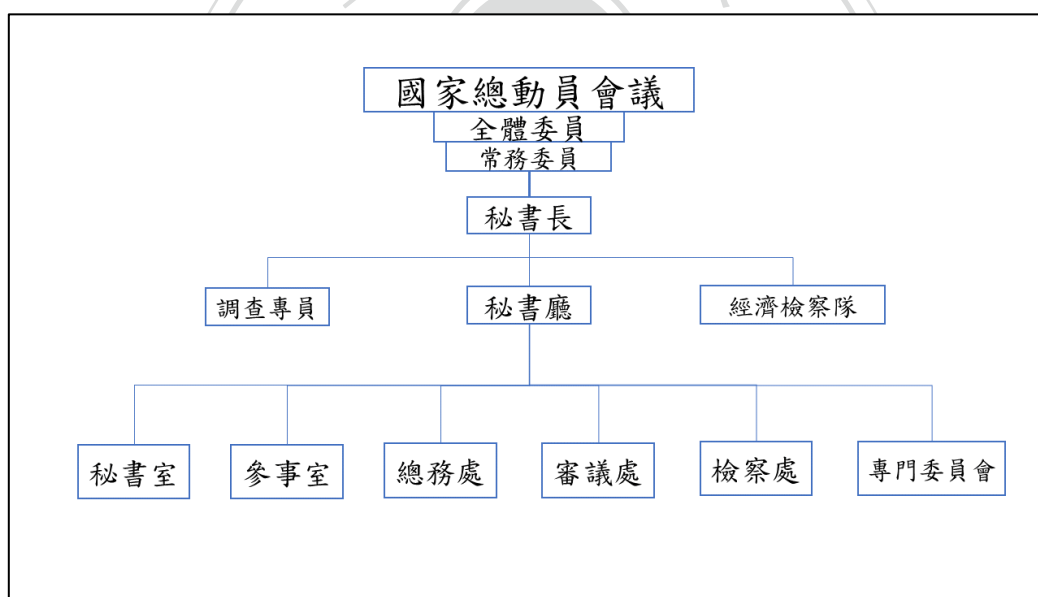 國家總動員會議
全體委員
常務委員
秘書長
調查專員 秘書廳 經濟檢察隊
秘書室 參事室 總務處 審議處 檢察處 專門委員會